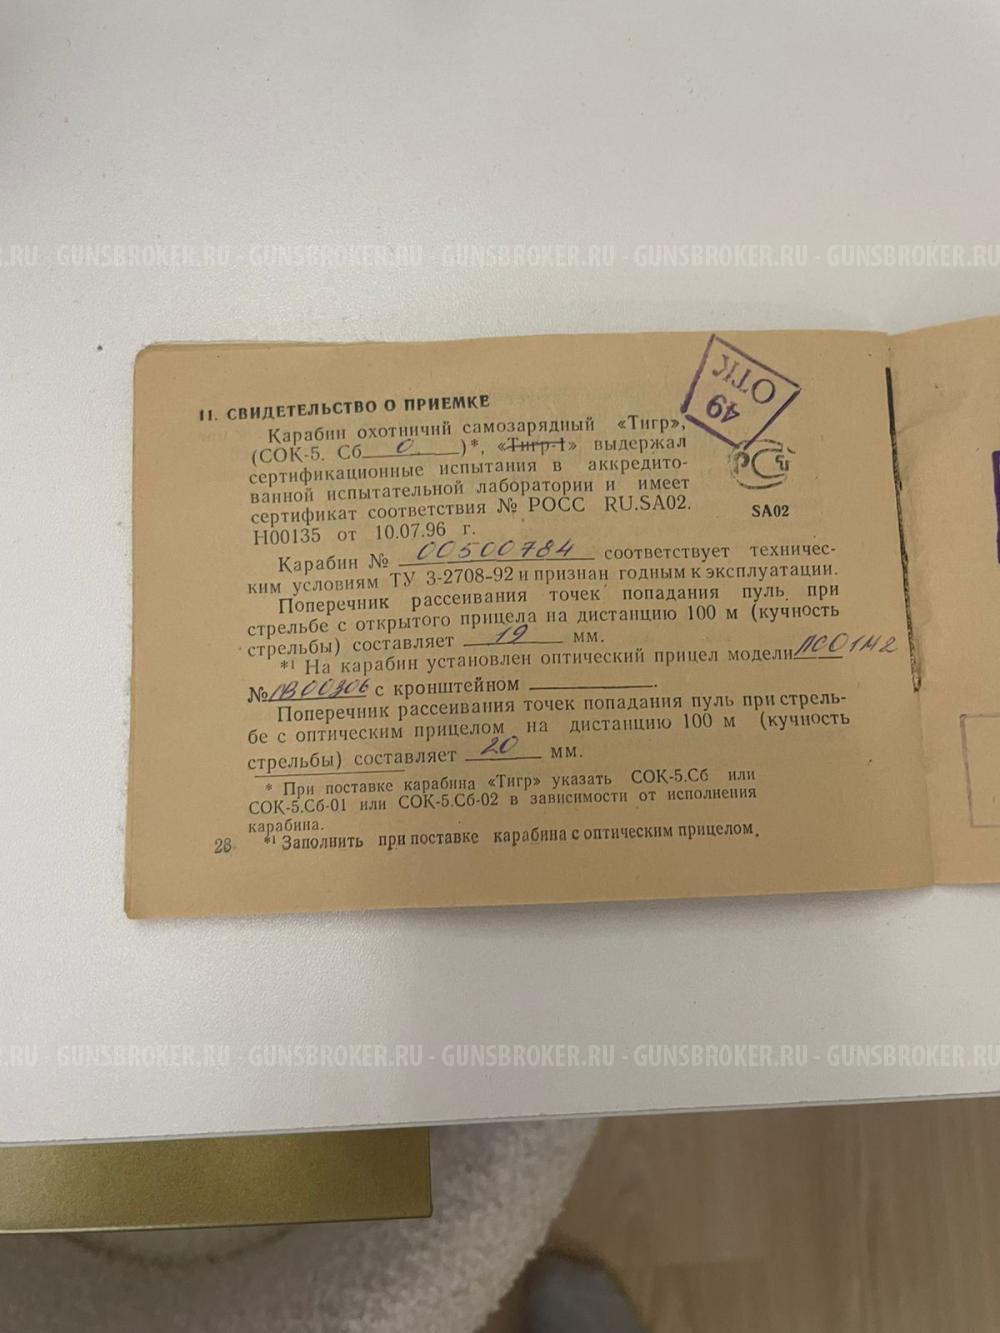 .RU - GUNSBROKER.RU - GUNSBROKER.RU - GUNSBROKER.RU - GUNSBROKER.RU - GUNSBROKER.RU
49
ОТК
11. СВИДЕТЕЛЬСТВО О ПРИЕМКЕ
Карабин охотничий самозарядный «Тигр»,
(СОК-5. Сб 0 )*, «Тигр-1» выдержал
сертификационные испытания в аккредито-
ванной испытательной лаборатории и имеет
сертификат соответствия № РОСС RU.SA02.
Н00135 от 10.07.96 г.
РСт
SA02
Карабин № 00500784 соответствует техничес-
ким условиям ТУ 3-2708-92 и признан годным к эксплуатации.
Поперечник рассеивания точек попадания пуль при
стрельбе с открытого прицела на дистанцию 100 м (кучность
стрельбы) составляет 19 мм.
*¹ На карабин установлен оптический прицел модели ПСО1М2
№ с кронштейном
Поперечник рассеивания точек попадания пуль при стрель-
бе с оптическим прицелом на дистанцию 100 м (кучность
стрельбы) составляет 20 мм.
* При поставке карабина «Тигр» указать СОК-5.Сб или
СОК-5.Сб-01 или СОК-5.Сб-02 в зависимости от исполнения
карабина.
*¹ Заполнить при поставке карабина с оптическим прицелом.
28
.RU - GUNSBROKER.RU - GUNSBROKER.RU - GUNSBROKER.RU - GUNSBROKER.RU - GUNSBROKER.RU